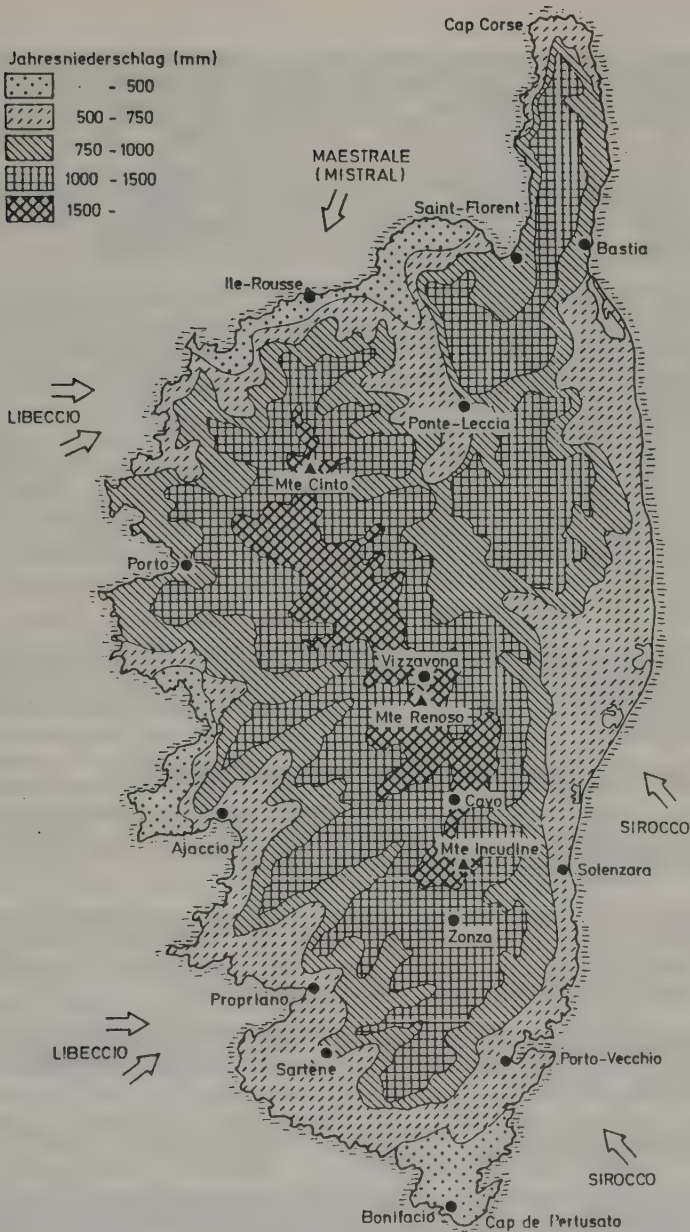 Cap Corse
Jahresniederschlag (mm)
- 500
500 - 750
750 - 1000
1000 - 1500
1500 -
MAESTRALE
(MISTRAL)
Saint-Florent
Bastia
Ile-Rousse
LIBECCIO
Ponte-Leccia
Mte Cinto
Porto
Vizzavona
Mte Renoso
Cavo
SIROCCO
Ajaccio
Mte Incudine
Solenzara
Zonza
Propriano
LIBECCIO
Sartène
Porto-Vecchio
SIROCCO
Bonifacio
Cap de Pertusato